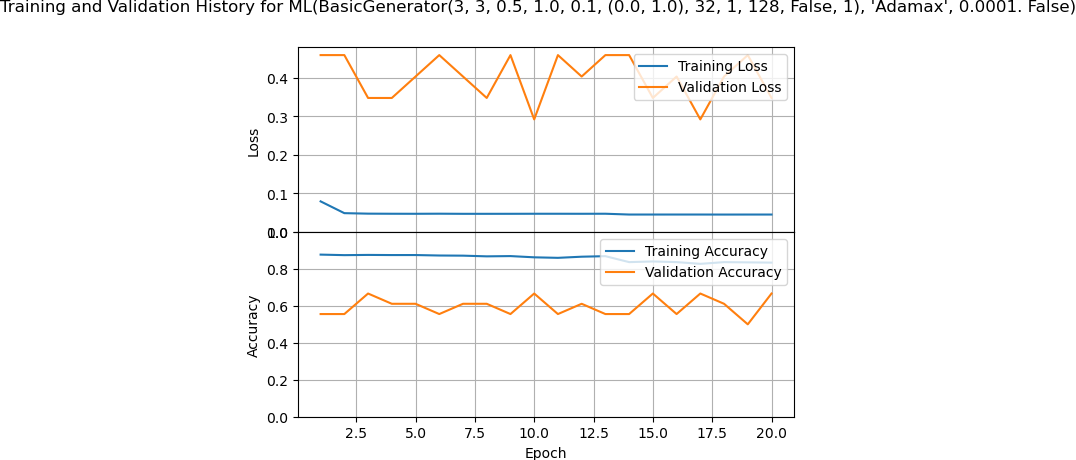 Training and Validation History for ML(BasicGenerator(3, 3, 0.5, 1.0, 0.1, (0.0, 1.0), 32, 1, 128, False, 1), 'Adamax', 0.0001. False)
Training Loss
Validation Loss
0.4
0.3
0.2
0.1
0.0
Loss
Training Accuracy
Validation Accuracy
1.0
0.8
0.6
0.4
0.2
0.0
Accuracy
2.5 5.0 7.5 10.0 12.5 15.0 17.5 20.0
Epoch